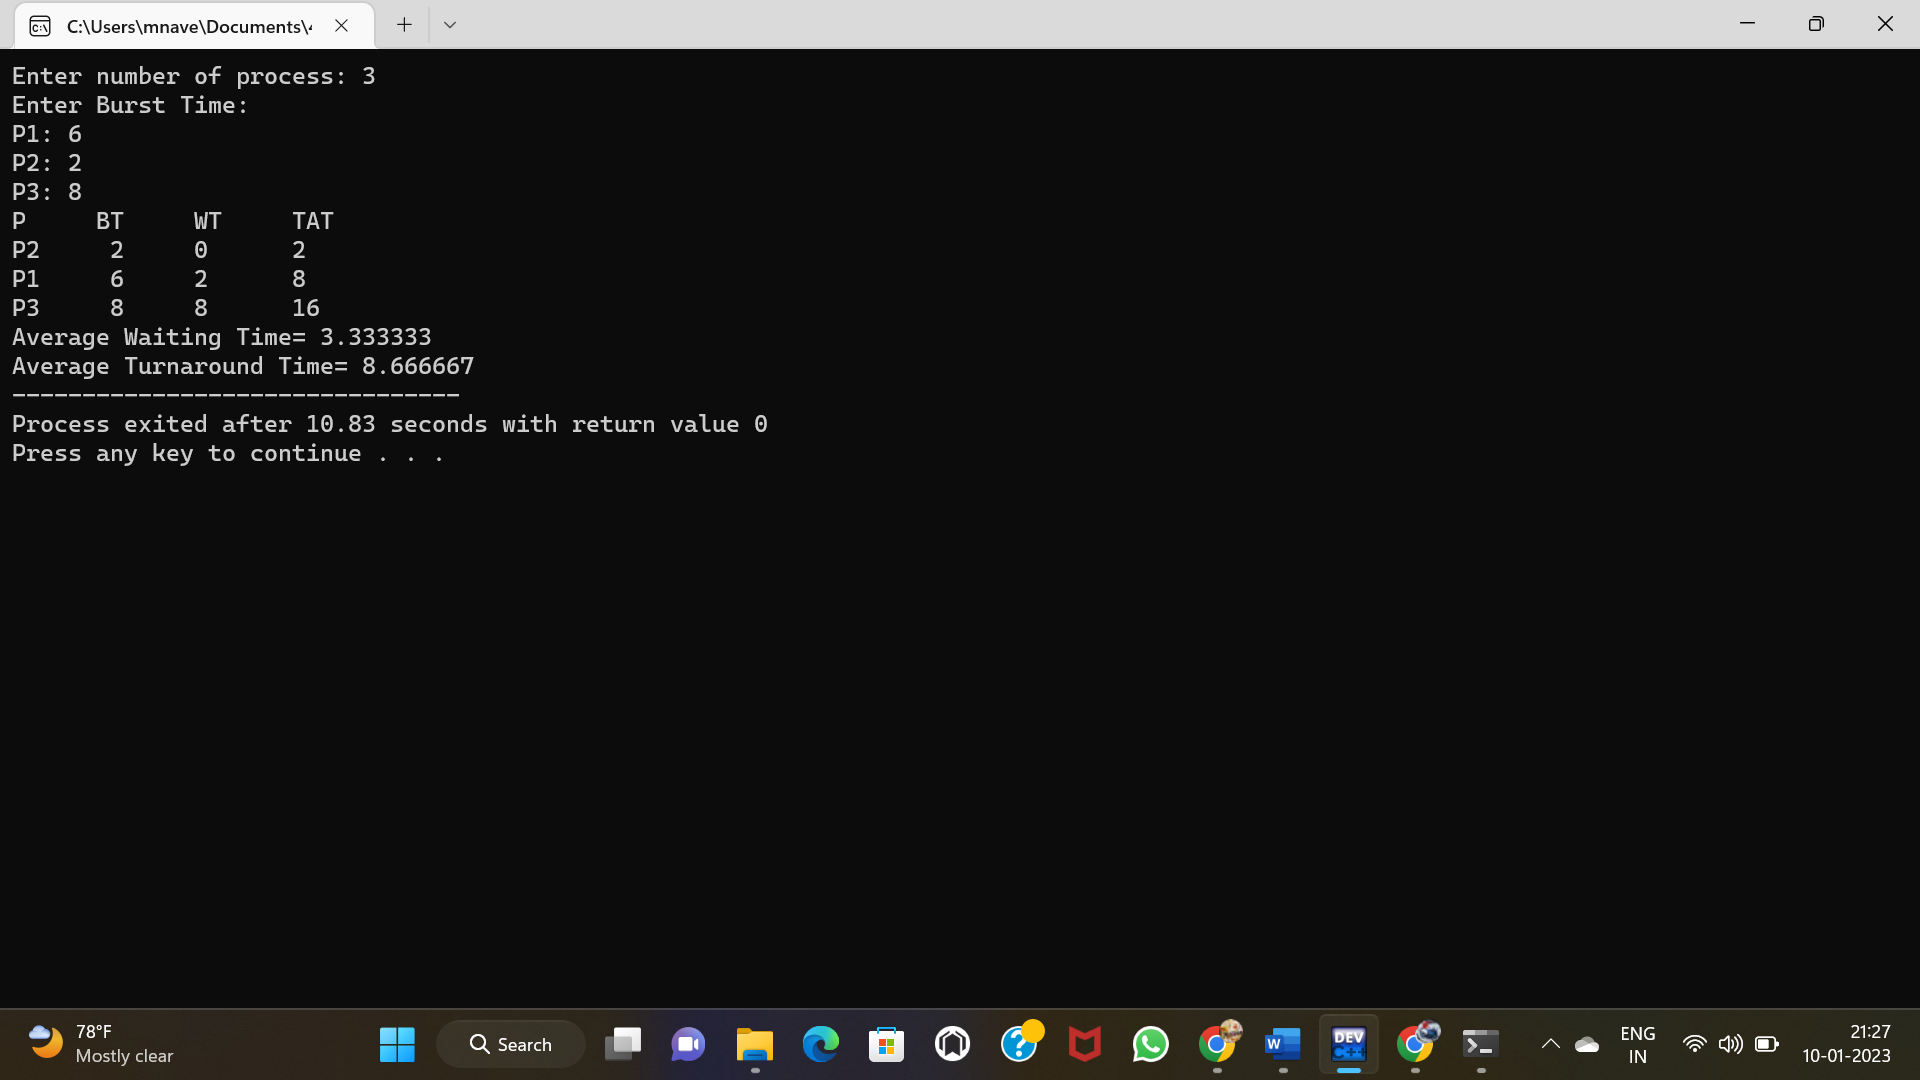 C:\Users\mnave\Documents\
Enter number of process: 3
Enter Burst Time:
P1: 6
P2: 2
P3: 8
P     BT     WT     TAT
P2     2     0      2
P1     6     2      8
P3     8     8      16
Average Waiting Time= 3.333333
Average Turnaround Time= 8.666667
--------------------------------
Process exited after 10.83 seconds with return value 0
Press any key to continue . . .
78°F
Mostly clear
Search
W
DEV
C++
ENG
IN
21:27
10-01-2023